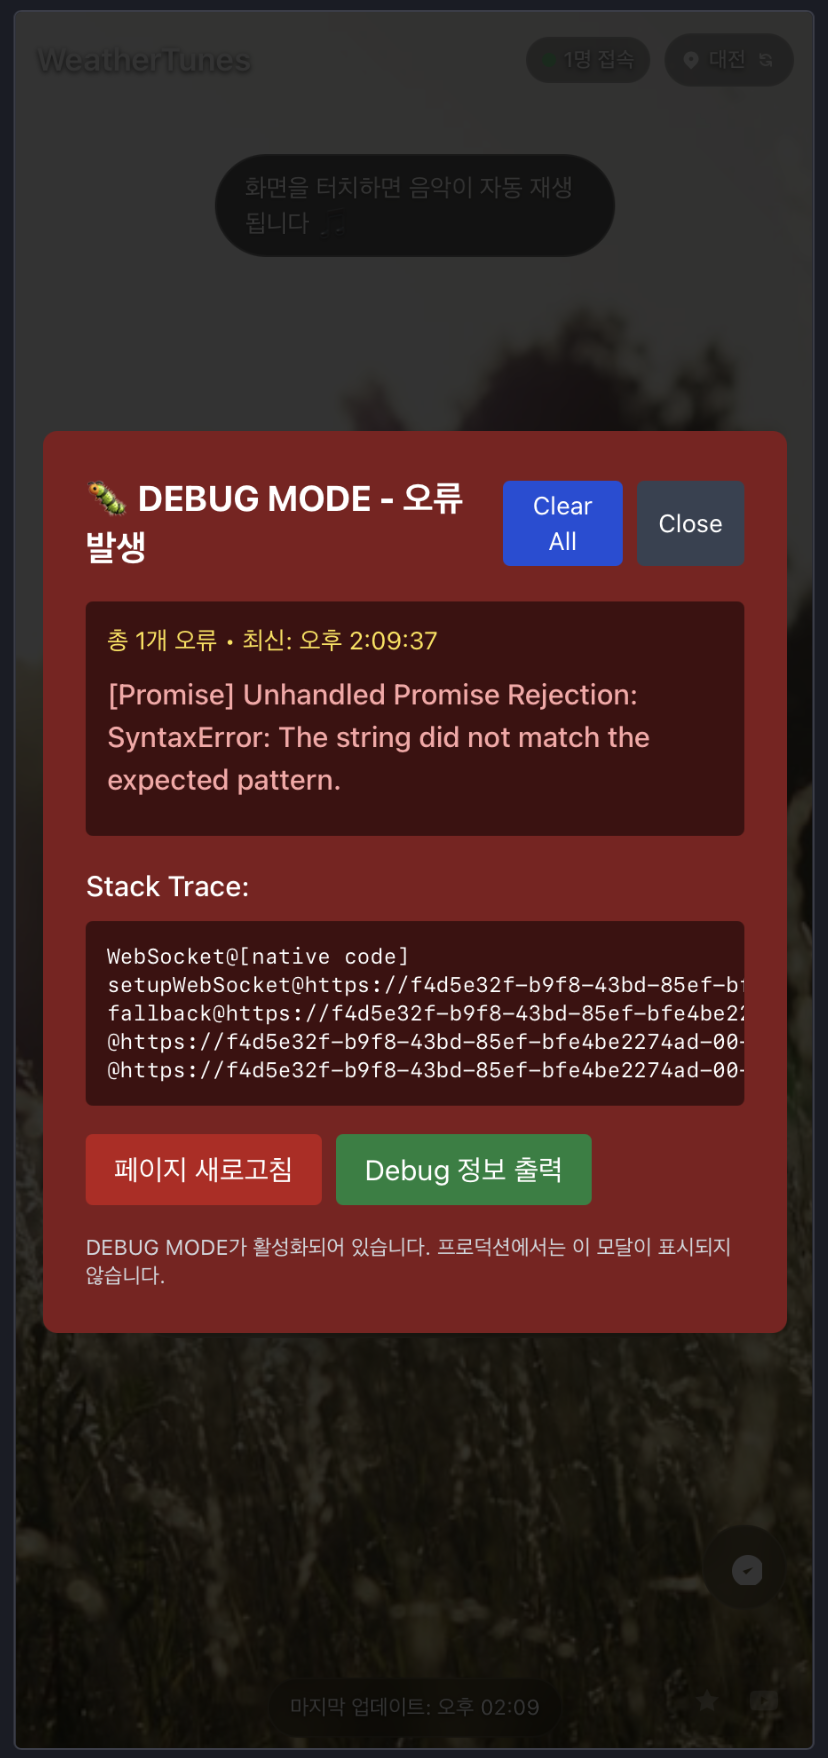 WeatherTunes
1명 접속
대전
화면을 터치하면 음악이 자동 재생
됩니다 🎵
🐛 DEBUG MODE - 오류
발생
Clear
All
Close
총 1개 오류 • 최신: 오후 2:09:37
[Promise] Unhandled Promise Rejection:
SyntaxError: The string did not match the
expected pattern.
Stack Trace:
WebSocket@[native code]
setupWebSocket@https://f4d5e32f-b9f8-43bd-85ef-bf
fallback@https://f4d5e32f-b9f8-43bd-85ef-bfe4be22
@https://f4d5e32f-b9f8-43bd-85ef-bfe4be2274ad-00-
@https://f4d5e32f-b9f8-43bd-85ef-bfe4be2274ad-00-
페이지 새로고침
Debug 정보 출력
DEBUG MODE가 활성화되어 있습니다. 프로덕션에서는 이 모달이 표시되지
않습니다.
마지막 업데이트: 오후 02:09